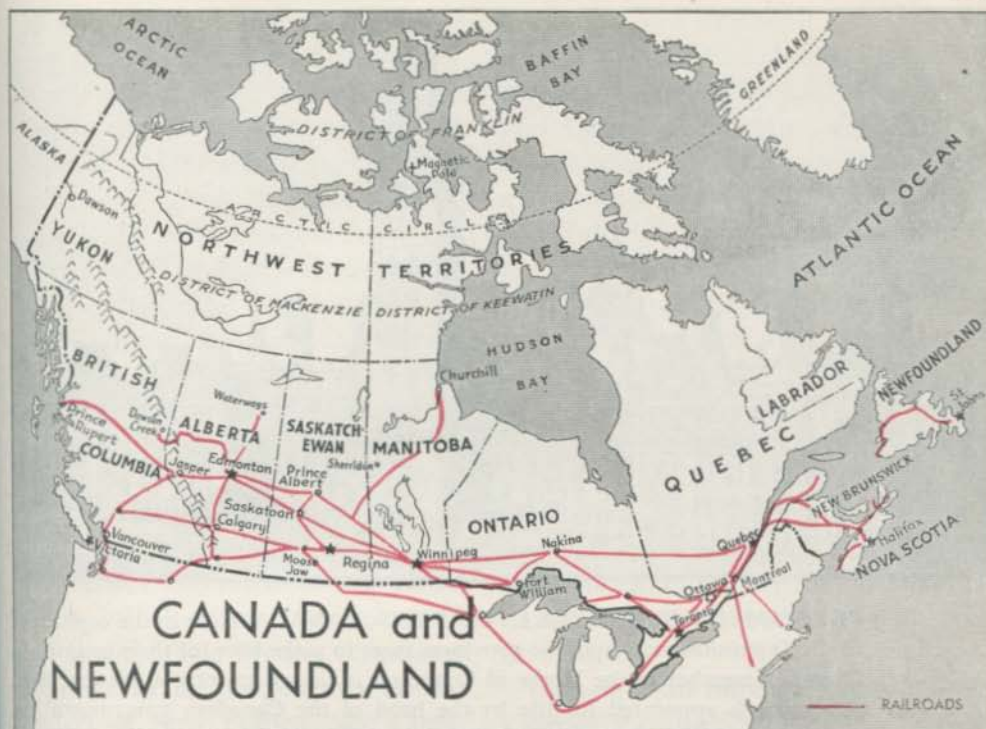 ARCTIC
OCEAN
BAFFIN
BAY
GREENLAND
DISTRICT OF FRANKLIN
Magnetic
Pole
ALASKA
Dawson
YUKON
ARCTIC CIRCLE
NORTHWEST TERRITORIES
DISTRICT OF MACKENZIE
DISTRICT OF KEEWATIN
ATLANTIC OCEAN
HUDSON
BAY
Churchill
BRITISH
COLUMBIA
Prince
Rupert
Dawson
Creek
Waterways
ALBERTA
SASKATCH
EWAN
MANITOBA
Sherridon
Jasper
Edmonton
Prince
Albert
Saskatoon
Calgary
Vancouver
Victoria
Moose
Jaw
Regina
Winnipeg
ONTARIO
Nakina
Fort
William
LABRADOR
QUEBEC
NEWFOUNDLAND
St
Johns
NEW BRUNSWICK
Halifax
NOVA SCOTIA
Quebec
Ottawa
Montreal
Toronto
CANADA and
NEWFOUNDLAND
RAILROADS